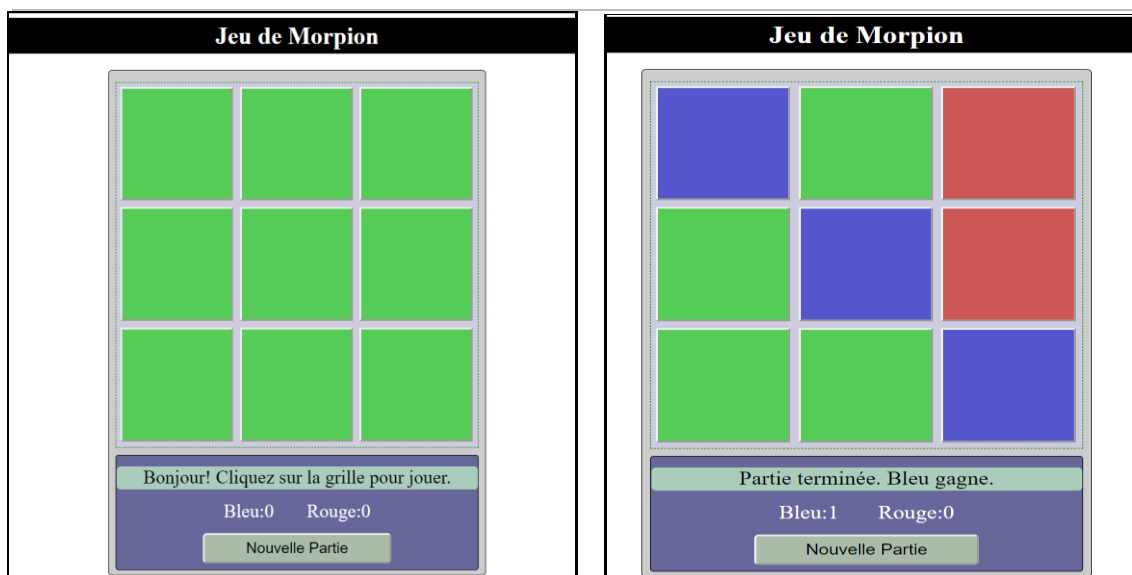 Jeu de Morpion
Bonjour! Cliquez sur la grille pour jouer.
Bleu:0 Rouge:0
Nouvelle Partie
Jeu de Morpion
Partie terminée. Bleu gagne.
Bleu:1 Rouge:0
Nouvelle Partie